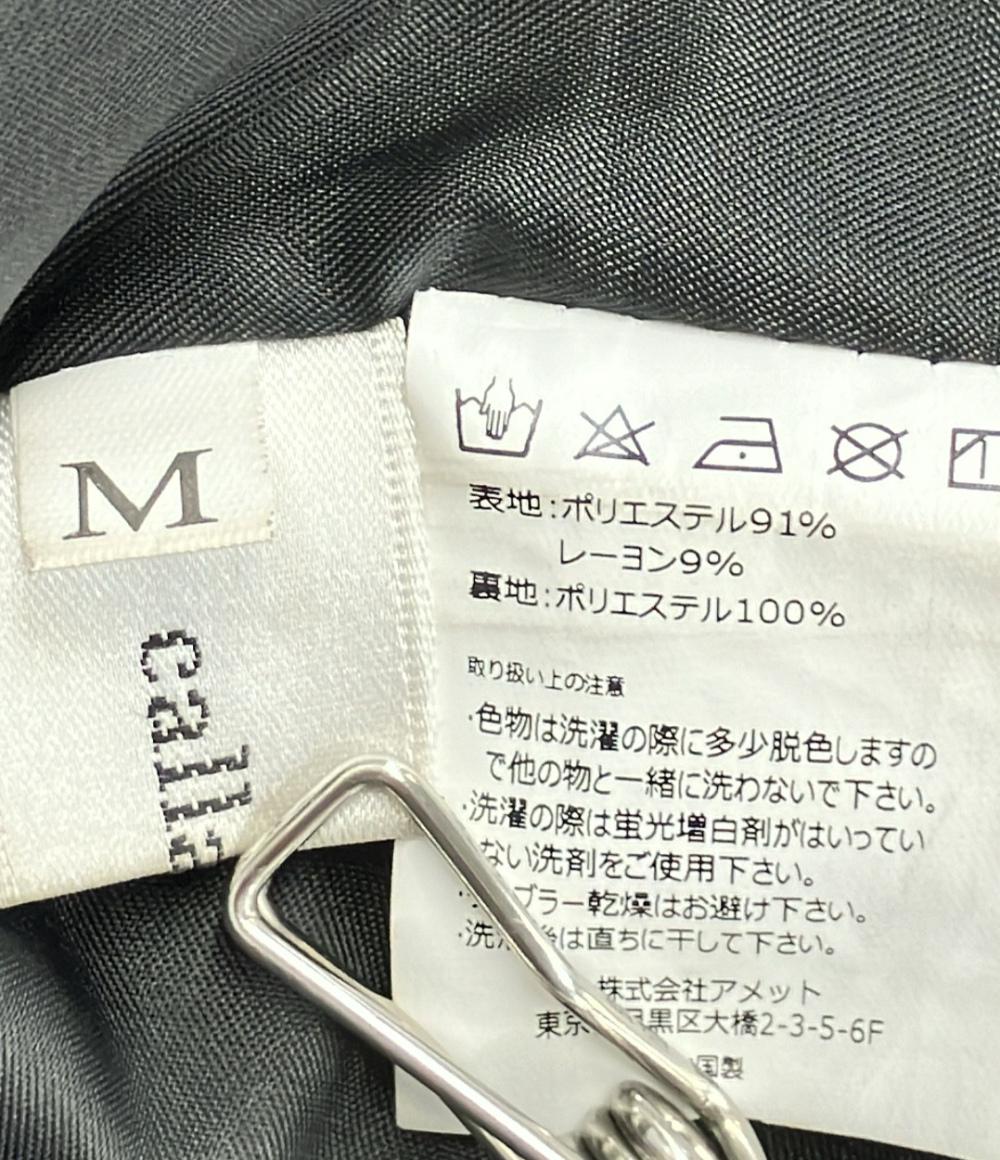 M
表地:ポリエステル91%
レーヨン9%
裏地:ポリエステル100%
取り扱い上の注意
·色物は洗濯の際に多少脱色しますの
で他の物と一緒に洗わないで下さい。
·洗濯の際は蛍光増白剤がはいってい
ない洗剤をご使用下さい。
ブラー乾燥はお避け下さい。
·洗 後は直ちに干して下さい。
株式会社アメット
東京 目黒区大橋2-3-5-6F
国製